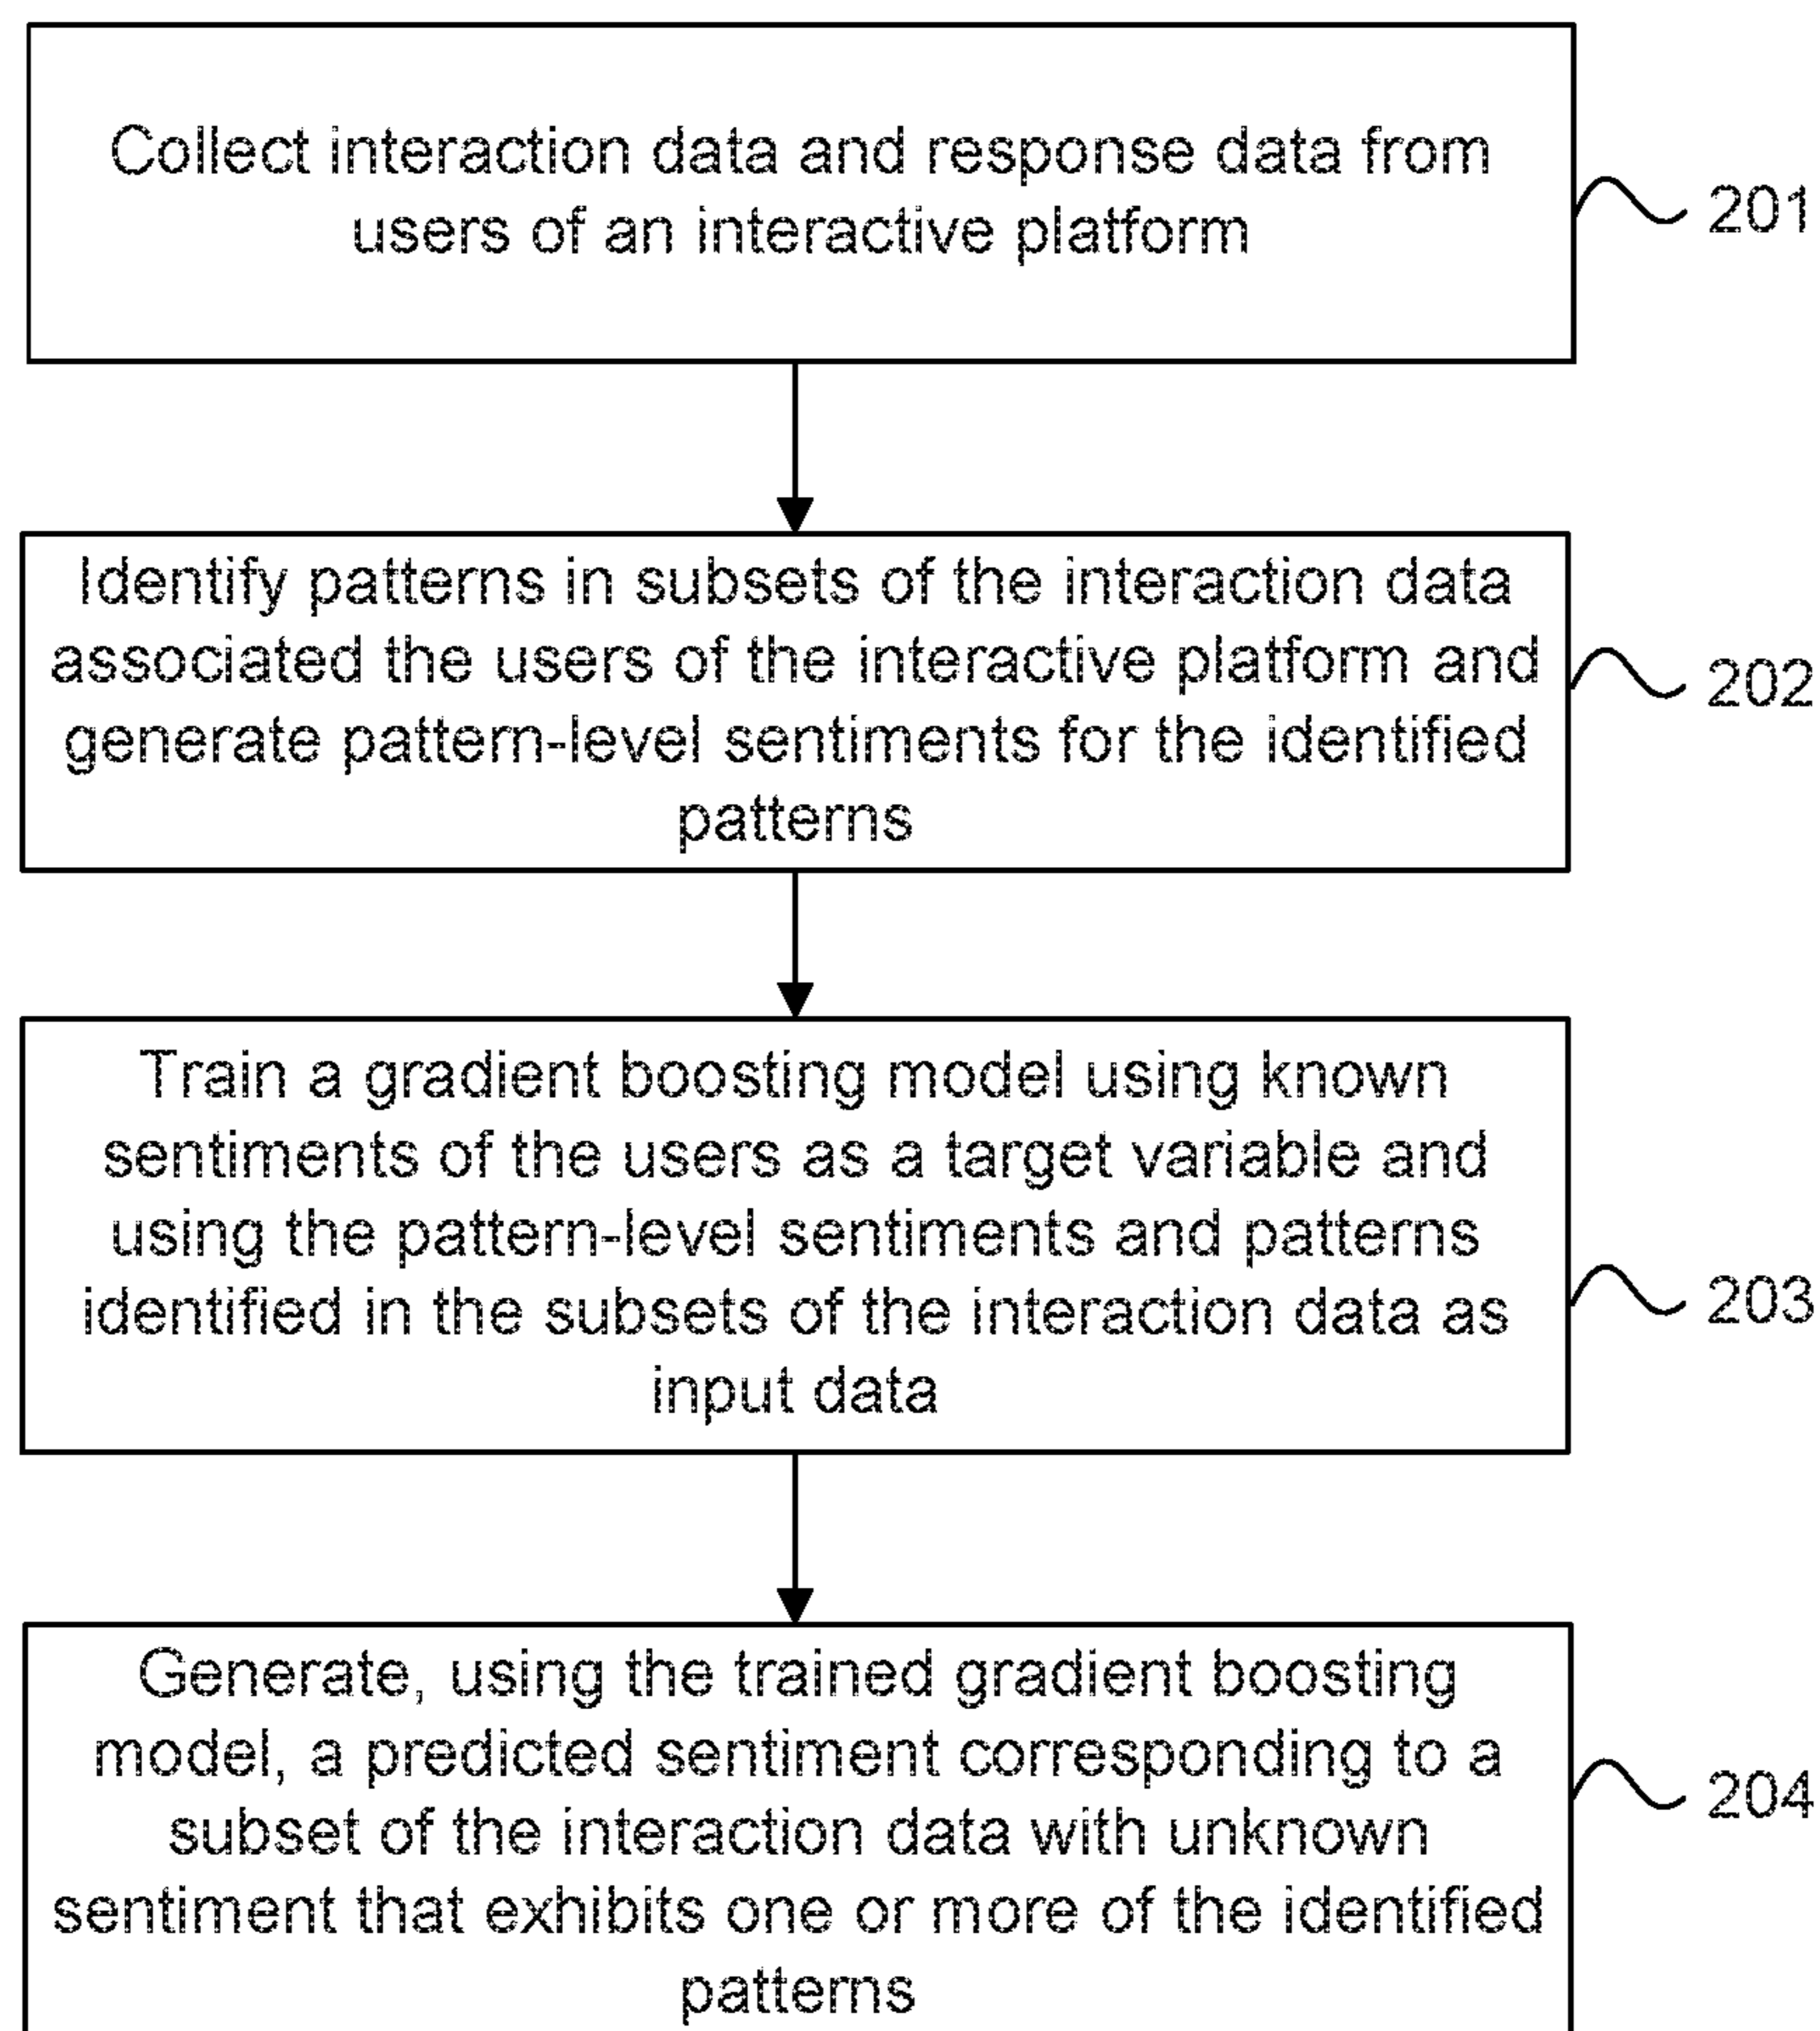 Collect interaction data and response data from
users of an interactive platform
201
Identify patterns in subsets of the interaction data
associated the users of the interactive platform and
generate pattern-level sentiments for the identified
patterns
202
Train a gradient boosting model using known
sentiments of the users as a target variable and
using the pattern-level sentiments and patterns
identified in the subsets of the interaction data as
input data
203
Generate, using the trained gradient boosting
model, a predicted sentiment corresponding to a
subset of the interaction data with unknown
sentiment that exhibits one or more of the identified
patterns
204